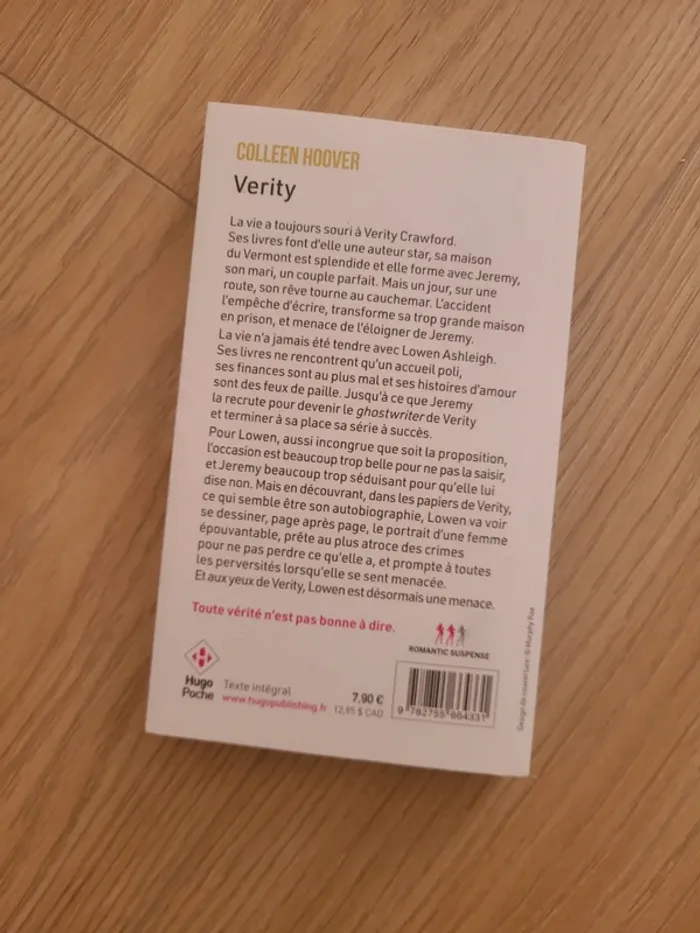 COLLEEN HOOVER
Verity
La vie a toujours souri à Verity Crawford.
Ses livres font d'elle une auteur star, sa maison
du Vermont est splendide et elle forme avec Jeremy,
son mari, un couple parfait. Mais un jour, sur une
route, son rêve tourne au cauchemar. L'accident
l'empêche d'écrire, transforme sa trop grande maison
en prison, et menace de l'éloigner de Jeremy.
La vie n'a jamais été tendre avec Lowen Ashleigh.
Ses livres ne rencontrent qu'un accueil poli,
ses finances sont au plus mal et ses histoires d'amour
sont des feux de paille. Jusqu'à ce que Jeremy
la recrute pour devenir le ghostwriter de Verity
et terminer à sa place sa série à succès.
Pour Lowen, aussi incongrue que soit la proposition,
l'occasion est beaucoup trop belle pour ne pas la saisir,
et Jeremy beaucoup trop séduisant pour qu'elle lui
dise non. Mais en découvrant, dans les papiers de Verity,
ce qui semble être son autobiographie, Lowen va voir
se dessiner, page après page, le portrait d'une femme
épouvantable, prête au plus atroce des crimes
pour ne pas perdre ce qu'elle a, et prompte à toutes
les perversités lorsqu'elle se sent menacée.
Et aux yeux de Verity, Lowen est désormais une menace.
Toute vérité n'est pas bonne à dire.
ROMANTIC SUSPENSE
Hugo
Poche
Texte intégral
www.hugopublishing.fr
7,90 €
12,95 $ CAD
9 782755 664331
Design de couverture: © Murphy Rae